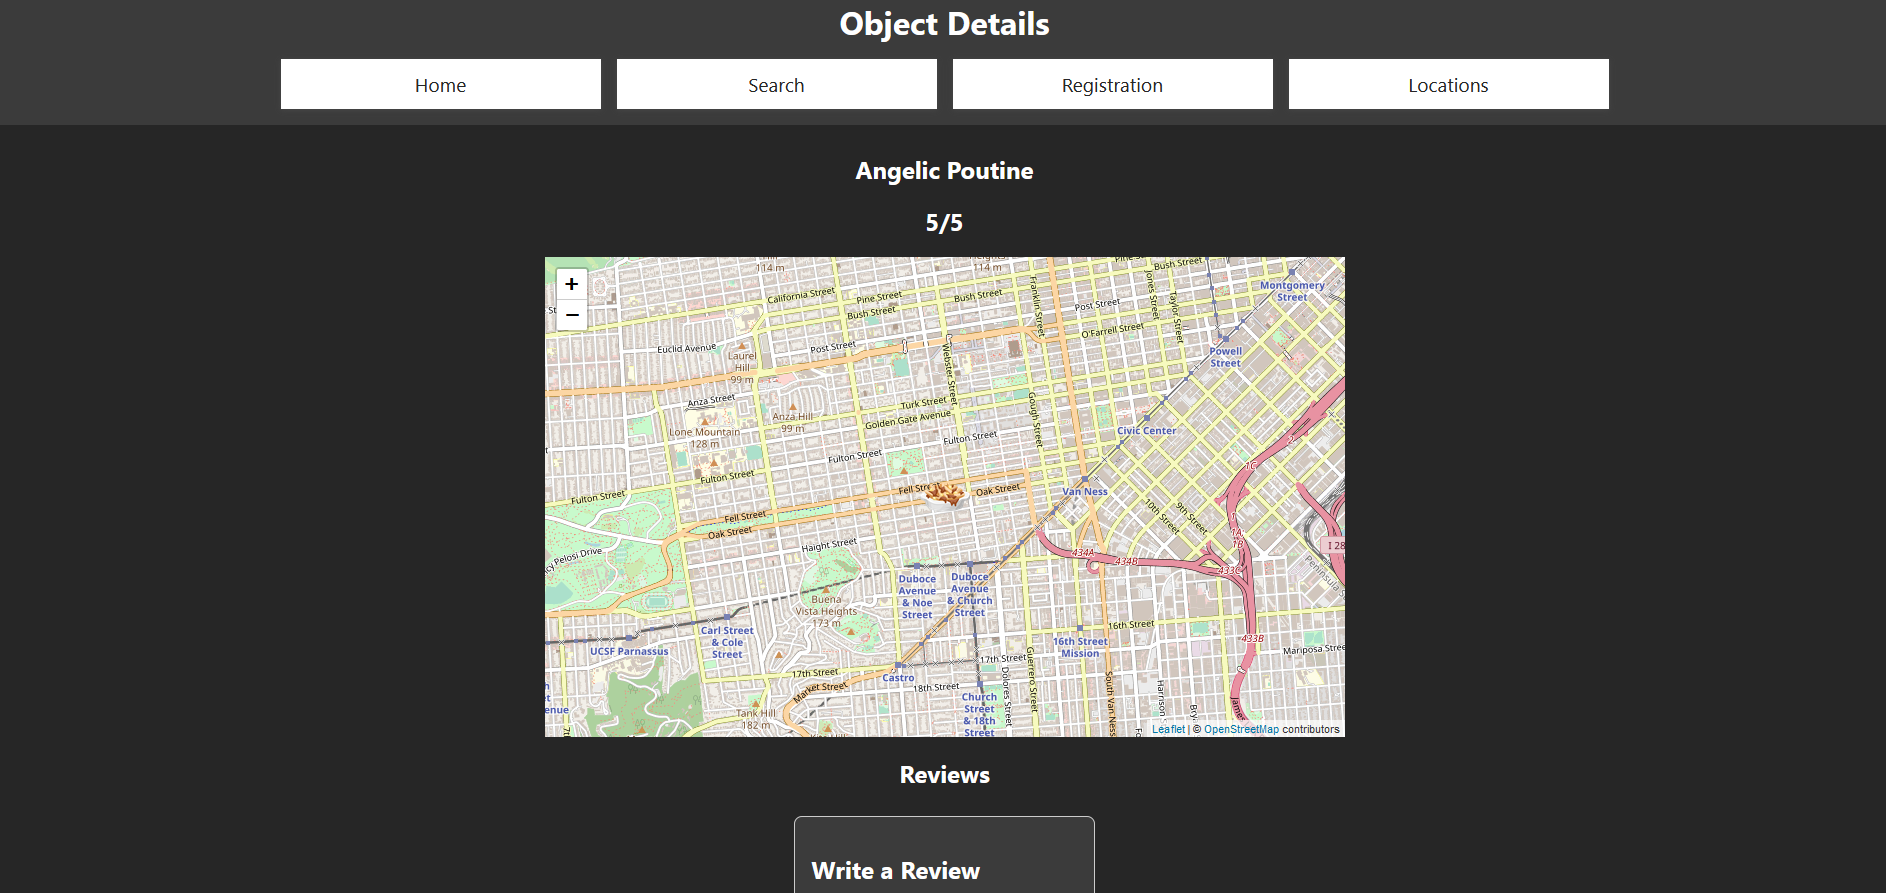 Object Details
Home
Search
Registration
Locations
Angelic Poutine
5/5
+
−
114 m
114 m
Bush Street
California Street
Pine Street
Bush Street
Bush Street
Post Street
Franklin Street
Jones Street
Taylor Street
Montgomery
Street
O'Farrell Street
Euclid Avenue
Post Street
Laurel
Hill
99 m
Webster Street
Powell
Street
Anza Street
Anza Hill
99 m
Turk Street
Golden Gate Avenue
Gough Street
Lone Mountain
128 m
Fulton Street
Civic Center
Fulton Street
Fulton Street
Fulton Street
1C
2
Fell Street
Oak Street
Van Ness
Fell Street
Oak Street
10th Street
9th Street
1
1A
1B
Haight Street
434A
434B
433C
I 28
Duboce
Avenue
& Noe
Street
Duboce
Avenue
& Church
Street
Buena
Vista Heights
173 m
Carl Street
& Cole
Street
UCSF Parnassus
16th Street
16th Street
Mission
433B
Mariposa Stree
17th Street
17th Street
Castro
Market Street
18th Street
Guerrero Street
Dolores Street
South Van Ness
Church
Street
& 18th
Street
Tank Hill
182 m
Leaflet | © OpenStreetMap contributors
Reviews
Write a Review